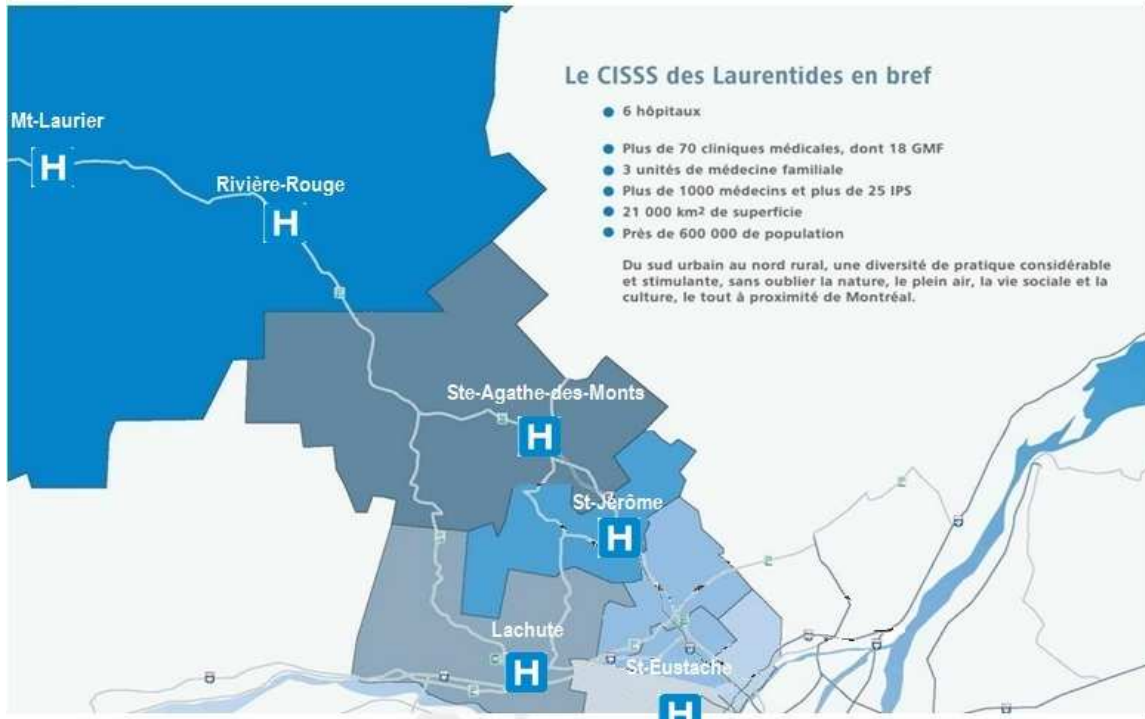 Le CISSS des Laurentides en bref
6 hôpitaux
Plus de 70 cliniques médicales, dont 18 GMF
3 unités de médecine familiale
Plus de 1000 médecins et plus de 25 IPS
21 000 km² de superficie
Près de 600 000 de population
Du sud urbain au nord rural, une diversité de pratique considérable
et stimulante, sans oublier la nature, le plein air, la vie sociale et la
culture, le tout à proximité de Montréal.
Mt-Laurier
H
Rivière-Rouge
H
Ste-Agathe-des-Monts
H
St-Jérôme
H
Lachute
H
St-Eustache
H